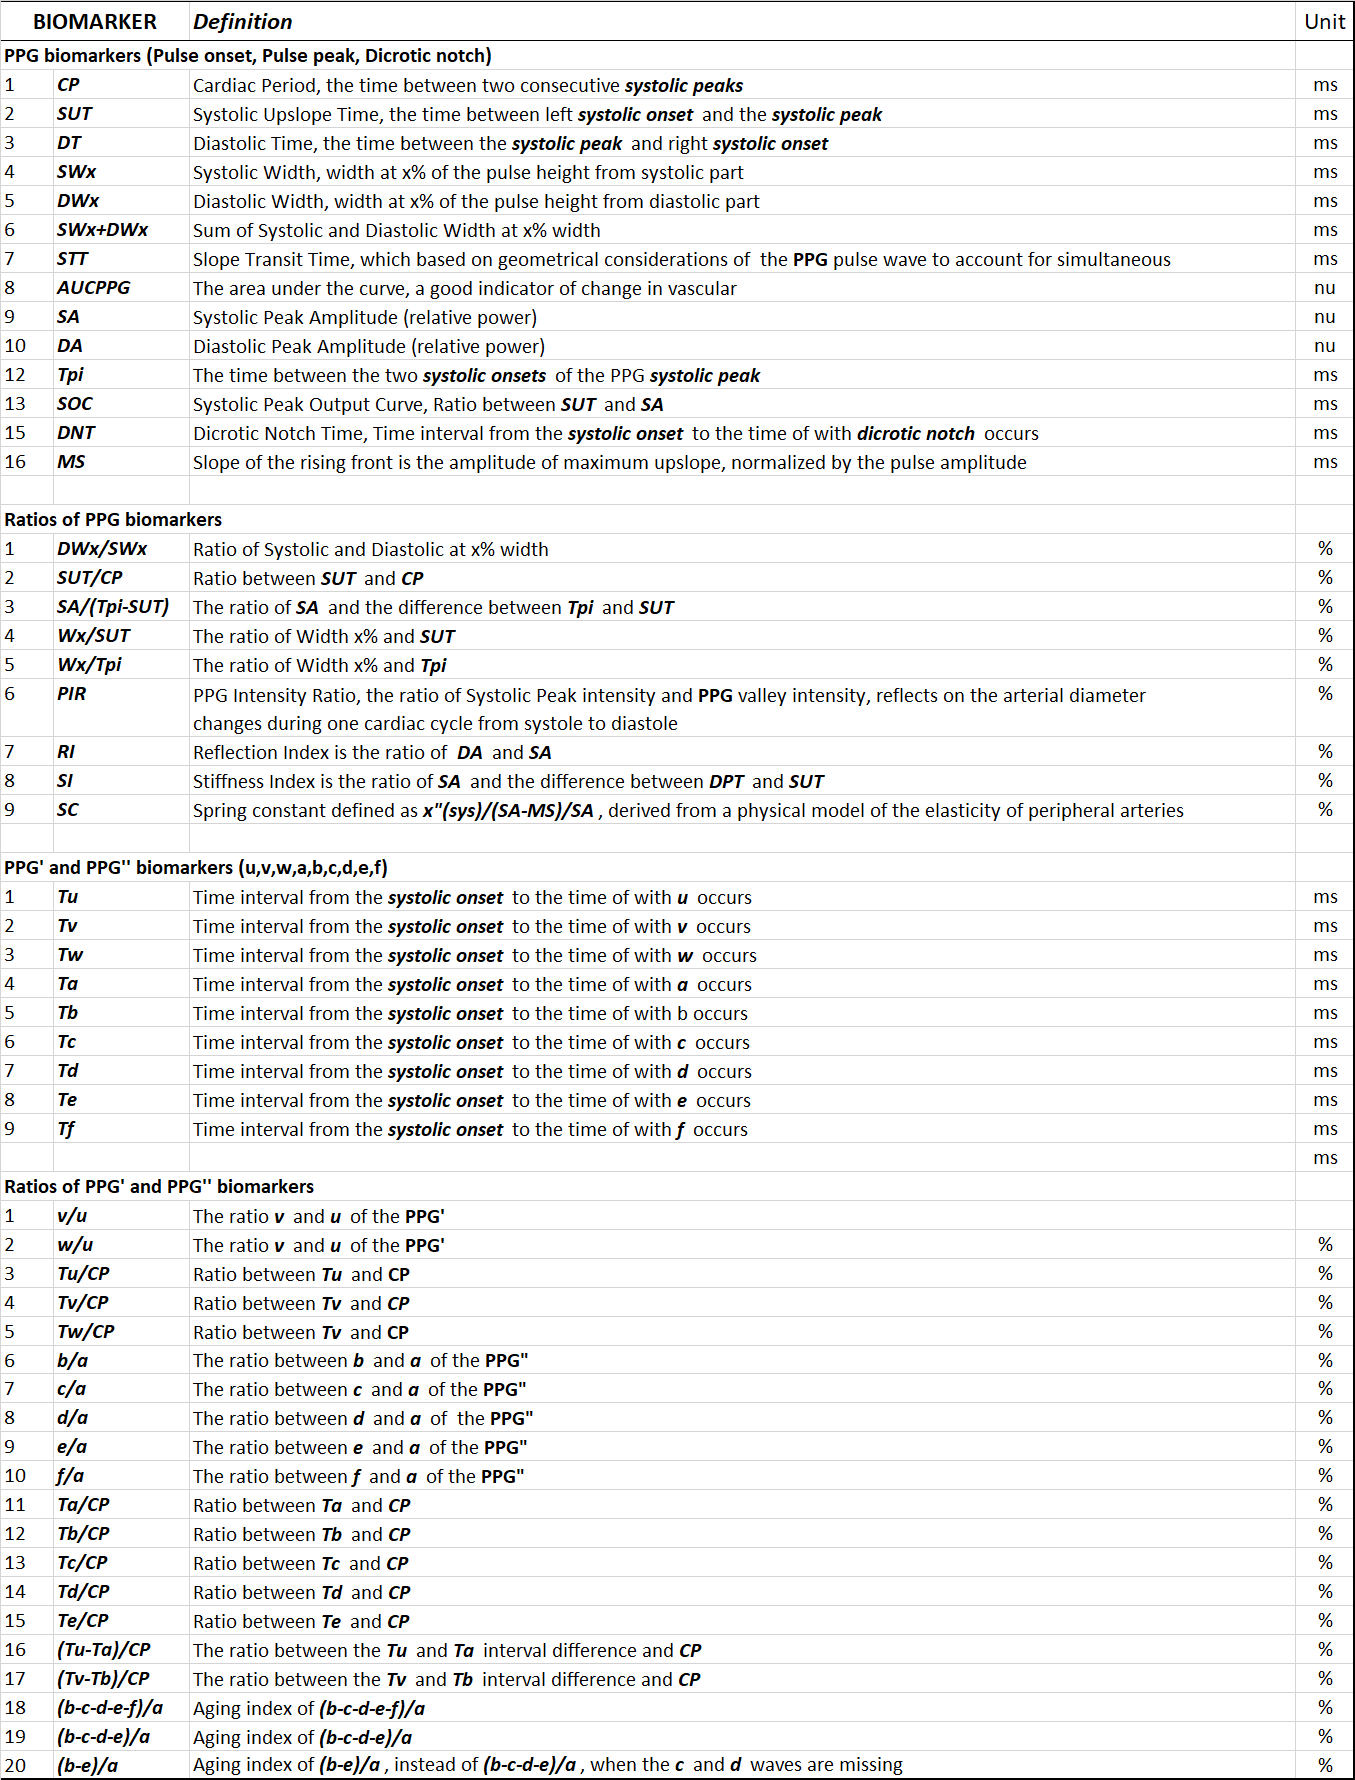 BIOMARKER Definition Unit
PPG biomarkers (Pulse onset, Pulse peak, Dicrotic notch)
1 CP Cardiac Period, the time between two consecutive systolic peaks ms
2 SUT Systolic Upslope Time, the time between left systolic onset and the systolic peak ms
3 DT Diastolic Time, the time between the systolic peak and right systolic onset ms
4 SWx Systolic Width, width at x% of the pulse height from systolic part ms
5 DWx Diastolic Width, width at x% of the pulse height from diastolic part ms
6 SWx+DWx Sum of Systolic and Diastolic Width at x% width ms
7 STT Slope Transit Time, which based on geometrical considerations of the PPG pulse wave to account for simultaneous ms
8 AUCPPG The area under the curve, a good indicator of change in vascular nu
9 SA Systolic Peak Amplitude (relative power) nu
10 DA Diastolic Peak Amplitude (relative power) nu
12 Tpi The time between the two systolic onsets of the PPG systolic peak ms
13 SOC Systolic Peak Output Curve, Ratio between SUT and SA ms
15 DNT Dicrotic Notch Time, Time interval from the systolic onset to the time of with dicrotic notch occurs ms
16 MS Slope of the rising front is the amplitude of maximum upslope, normalized by the pulse amplitude ms
Ratios of PPG biomarkers
1 DWx/SWx Ratio of Systolic and Diastolic at x% width %
2 SUT/CP Ratio between SUT and CP %
3 SA/(Tpi-SUT) The ratio of SA and the difference between Tpi and SUT %
4 Wx/SUT The ratio of Width x% and SUT %
5 Wx/Tpi The ratio of Width x% and Tpi %
6 PIR PPG Intensity Ratio, the ratio of Systolic Peak intensity and PPG valley intensity, reflects on the arterial diameter %
changes during one cardiac cycle from systole to diastole
7 RI Reflection Index is the ratio of DA and SA %
8 SI Stiffness Index is the ratio of SA and the difference between DPT and SUT %
9 SC Spring constant defined as x"(sys)/(SA-MS)/SA, derived from a physical model of the elasticity of peripheral arteries %
PPG' and PPG'' biomarkers (u,v,w,a,b,c,d,e,f)
1 Tu Time interval from the systolic onset to the time of with u occurs ms
2 Tv Time interval from the systolic onset to the time of with v occurs ms
3 Tw Time interval from the systolic onset to the time of with w occurs ms
4 Ta Time interval from the systolic onset to the time of with a occurs ms
5 Tb Time interval from the systolic onset to the time of with b occurs ms
6 Tc Time interval from the systolic onset to the time of with c occurs ms
7 Td Time interval from the systolic onset to the time of with d occurs ms
8 Te Time interval from the systolic onset to the time of with e occurs ms
9 Tf Time interval from the systolic onset to the time of with f occurs ms
ms
Ratios of PPG' and PPG'' biomarkers
1 v/u The ratio v and u of the PPG'
2 w/u The ratio v and u of the PPG' %
3 Tu/CP Ratio between Tu and CP %
4 Tv/CP Ratio between Tv and CP %
5 Tw/CP Ratio between Tv and CP %
6 b/a The ratio between b and a of the PPG" %
7 c/a The ratio between c and a of the PPG" %
8 d/a The ratio between d and a of the PPG" %
9 e/a The ratio between e and a of the PPG" %
10 f/a The ratio between f and a of the PPG" %
11 Ta/CP Ratio between Ta and CP %
12 Tb/CP Ratio between Tb and CP %
13 Tc/CP Ratio between Tc and CP %
14 Td/CP Ratio between Td and CP %
15 Te/CP Ratio between Te and CP %
16 (Tu-Ta)/CP The ratio between the Tu and Ta interval difference and CP %
17 (Tv-Tb)/CP The ratio between the Tv and Tb interval difference and CP %
18 (b-c-d-e-f)/a Aging index of (b-c-d-e-f)/a %
19 (b-c-d-e)/a Aging index of (b-c-d-e)/a %
20 (b-e)/a Aging index of (b-e)/a, instead of (b-c-d-e)/a, when the c and d waves are missing %